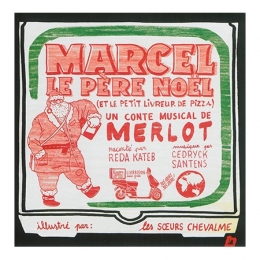 MARCEL
LE PÈRE NOËL
(ET LE PETIT LIVREUR DE PIZZA)
UN CONTE MUSICAL DE
MERLOT
raconté par
REDA KATEB
musique par
CEDRYCK
SANTENS
illustré par: les SŒURS CHEVALME